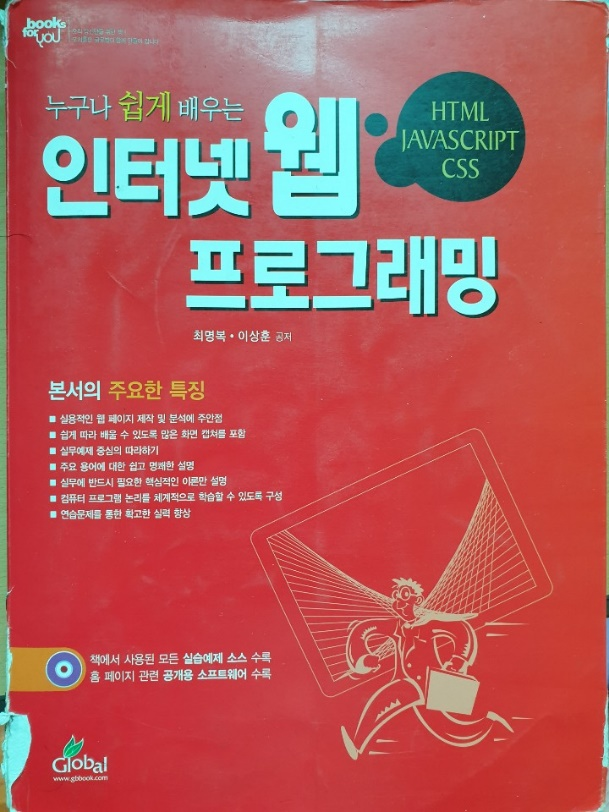 books
for you
누구나 쉽게 배우는
인터넷 웹
프로그래밍
HTML
JAVASCRIPT
CSS
최명복 • 이상훈 공저
본서의 주요한 특징
■ 실용적인 웹 페이지 제작 및 분석에 주안점
■ 쉽게 따라 배울 수 있도록 많은 화면 캡쳐를 포함
■ 실무예제 중심의 따라하기
■ 주요 용어에 대한 쉽고 명쾌한 설명
■ 실무에 반드시 필요한 핵심적인 이론만 설명
■ 컴퓨터 프로그램 논리를 체계적으로 학습할 수 있도록 구성
■ 연습문제를 통한 확고한 실력 향상
책에서 사용된 모든 실습예제 소스 수록
홈 페이지 관련 공개용 소프트웨어 수록
Global
www.gbbook.com